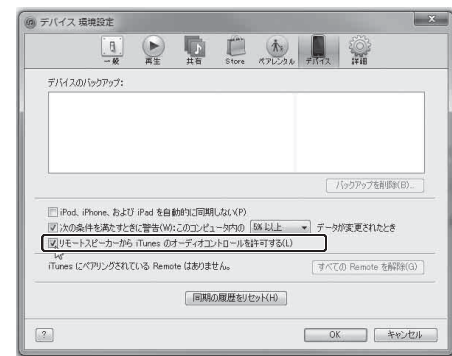 デバイス 環境設定
一般 再生 共有 Store ペアレンタル デバイス 詳細
デバイスのバックアップ:
バックアップを削除(B)...
iPod、iPhone、および iPad を自動的に同期しない(P)
次の条件を満たすときに警告(W):このコンピュータ内の 5% 以上 データが変更されたとき
リモートスピーカーから iTunes のオーディオコントロールを許可する(L)
iTunes にペアリングされている Remote はありません。 すべての Remote を解除(G)
同期の履歴をリセット(H)
? OK キャンセル